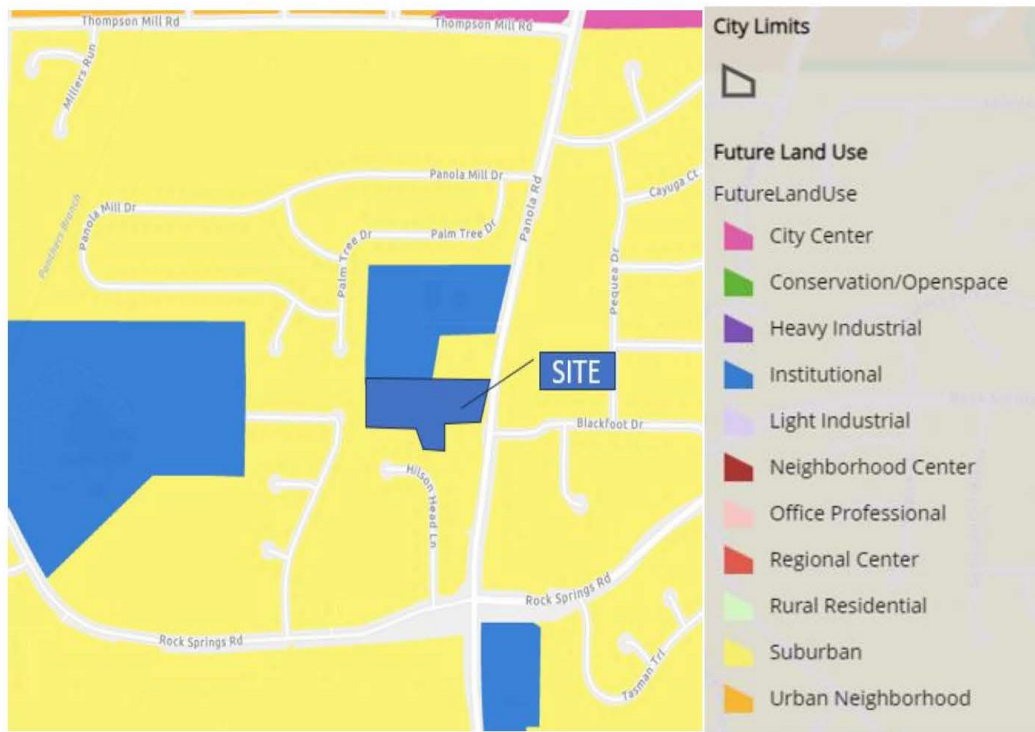 Thompson Mill Rd
Thompson Mill Rd
Millers Run
Panola Mill Dr
Cayuga Ct
Panola Mill Dr
Panola Rd
Panthers Branch
Palm Tree Dr
Palm Tree Dr
Pequea Dr
SITE
Blackfoot Dr
Hilson Head Ln
Rock Springs Rd
Rock Springs Rd
Tasman Trl
City Limits
Future Land Use
FutureLandUse
City Center
Conservation/Openspace
Heavy Industrial
Institutional
Light Industrial
Neighborhood Center
Office Professional
Regional Center
Rural Residential
Suburban
Urban Neighborhood